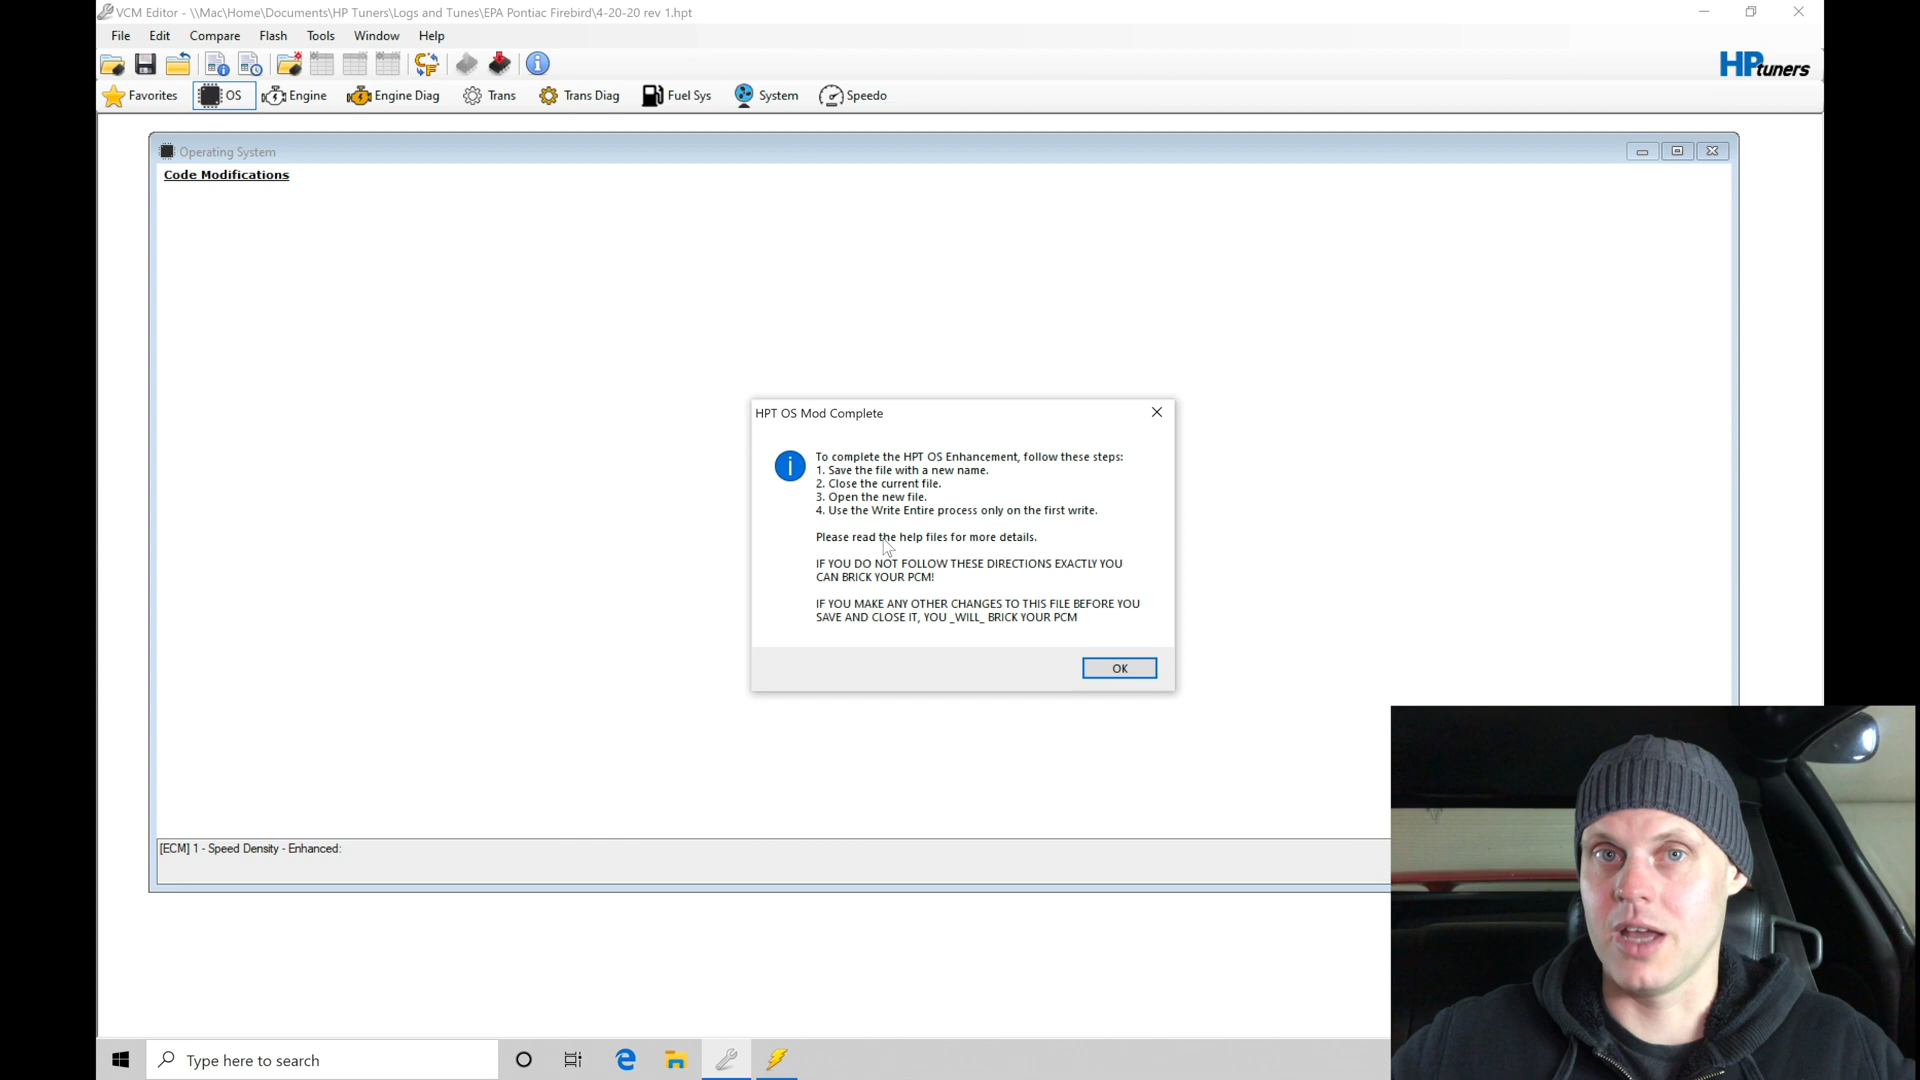 VCM Editor - \\Mac\Home\Documents\HP Tuners\Logs and Tunes\EPA Pontiac Firebird\4-20-20 rev 1.hpt
File Edit Compare Flash Tools Window Help
HPtuners
Favorites OS Engine Engine Diag Trans Trans Diag Fuel Sys System Speedo
Operating System
Code Modifications
HPT OS Mod Complete
To complete the HPT OS Enhancement, follow these steps:
1. Save the file with a new name.
2. Close the current file.
3. Open the new file.
4. Use the Write Entire process only on the first write.
Please read the help files for more details.
IF YOU DO NOT FOLLOW THESE DIRECTIONS EXACTLY YOU
CAN BRICK YOUR PCM!
IF YOU MAKE ANY OTHER CHANGES TO THIS FILE BEFORE YOU
SAVE AND CLOSE IT, YOU _WILL_ BRICK YOUR PCM
OK
[ECM] 1 - Speed Density - Enhanced:
Type here to search